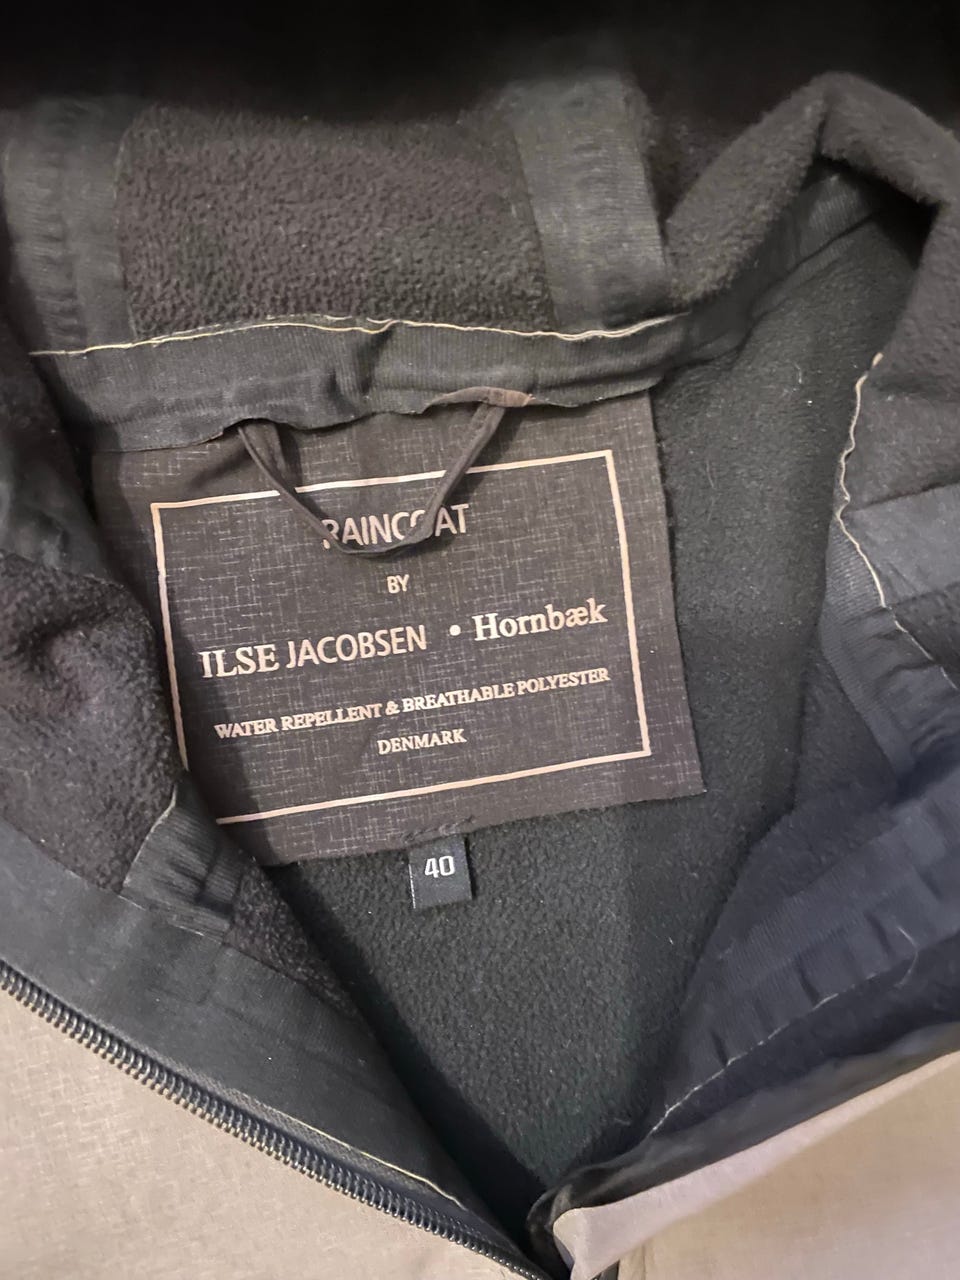 RAINCOAT
BY
ILSE JACOBSEN • Hornbæk
WATER REPELLENT & BREATHABLE POLYESTER
DENMARK
40